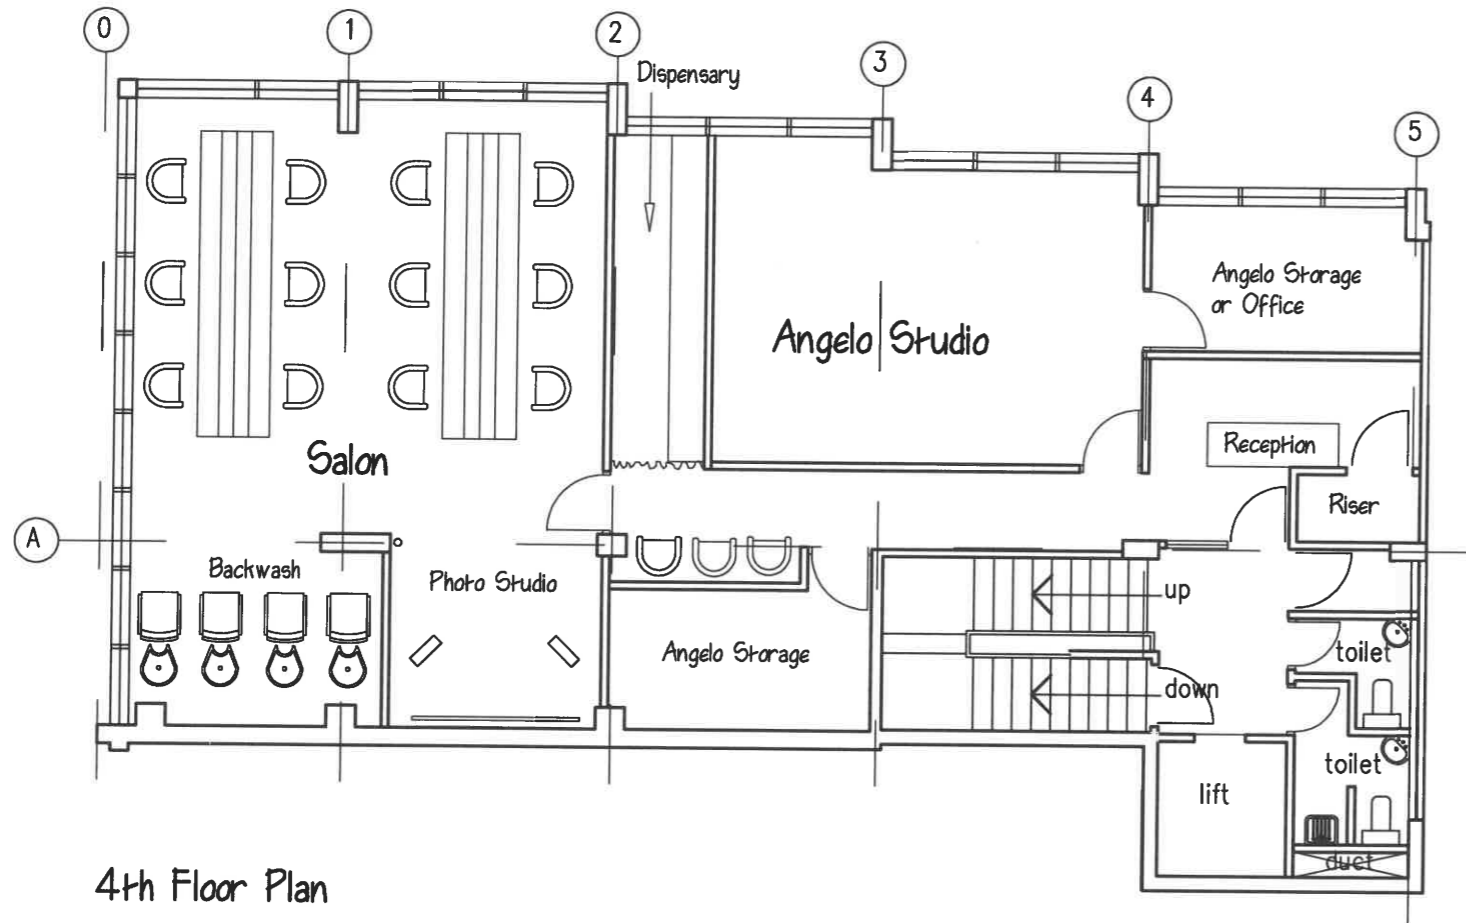 0
1
2
3
4
5
Dispensary
Angelo Storage
or Office
Angelo Studio
Reception
Salon
Riser
A
Backwash
Photo Studio
up
Angelo Storage
toilet
down
toilet
lift
duct
4th Floor Plan